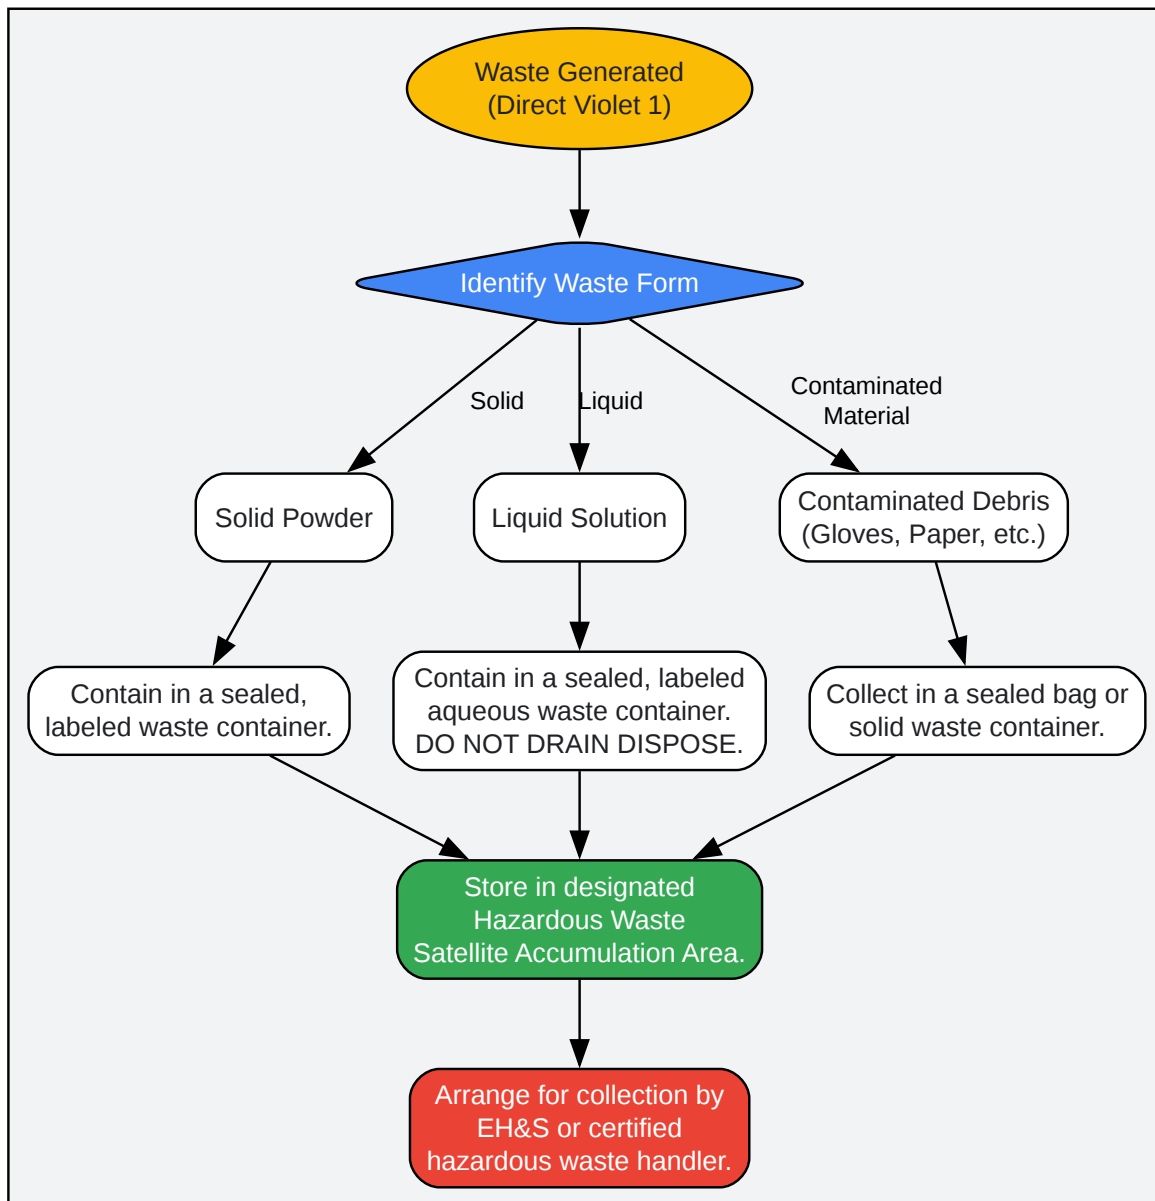 Waste Generated
(Direct Violet 1)
Identify Waste Form
Solid
Liquid
Contaminated
Material
Solid Powder
Liquid Solution
Contaminated Debris
(Gloves, Paper, etc.)
Contain in a sealed,
labeled waste container.
Contain in a sealed, labeled
aqueous waste container.
DO NOT DRAIN DISPOSE.
Collect in a sealed bag or
solid waste container.
Store in designated
Hazardous Waste
Satellite Accumulation Area.
Arrange for collection by
EH&S or certified
hazardous waste handler.